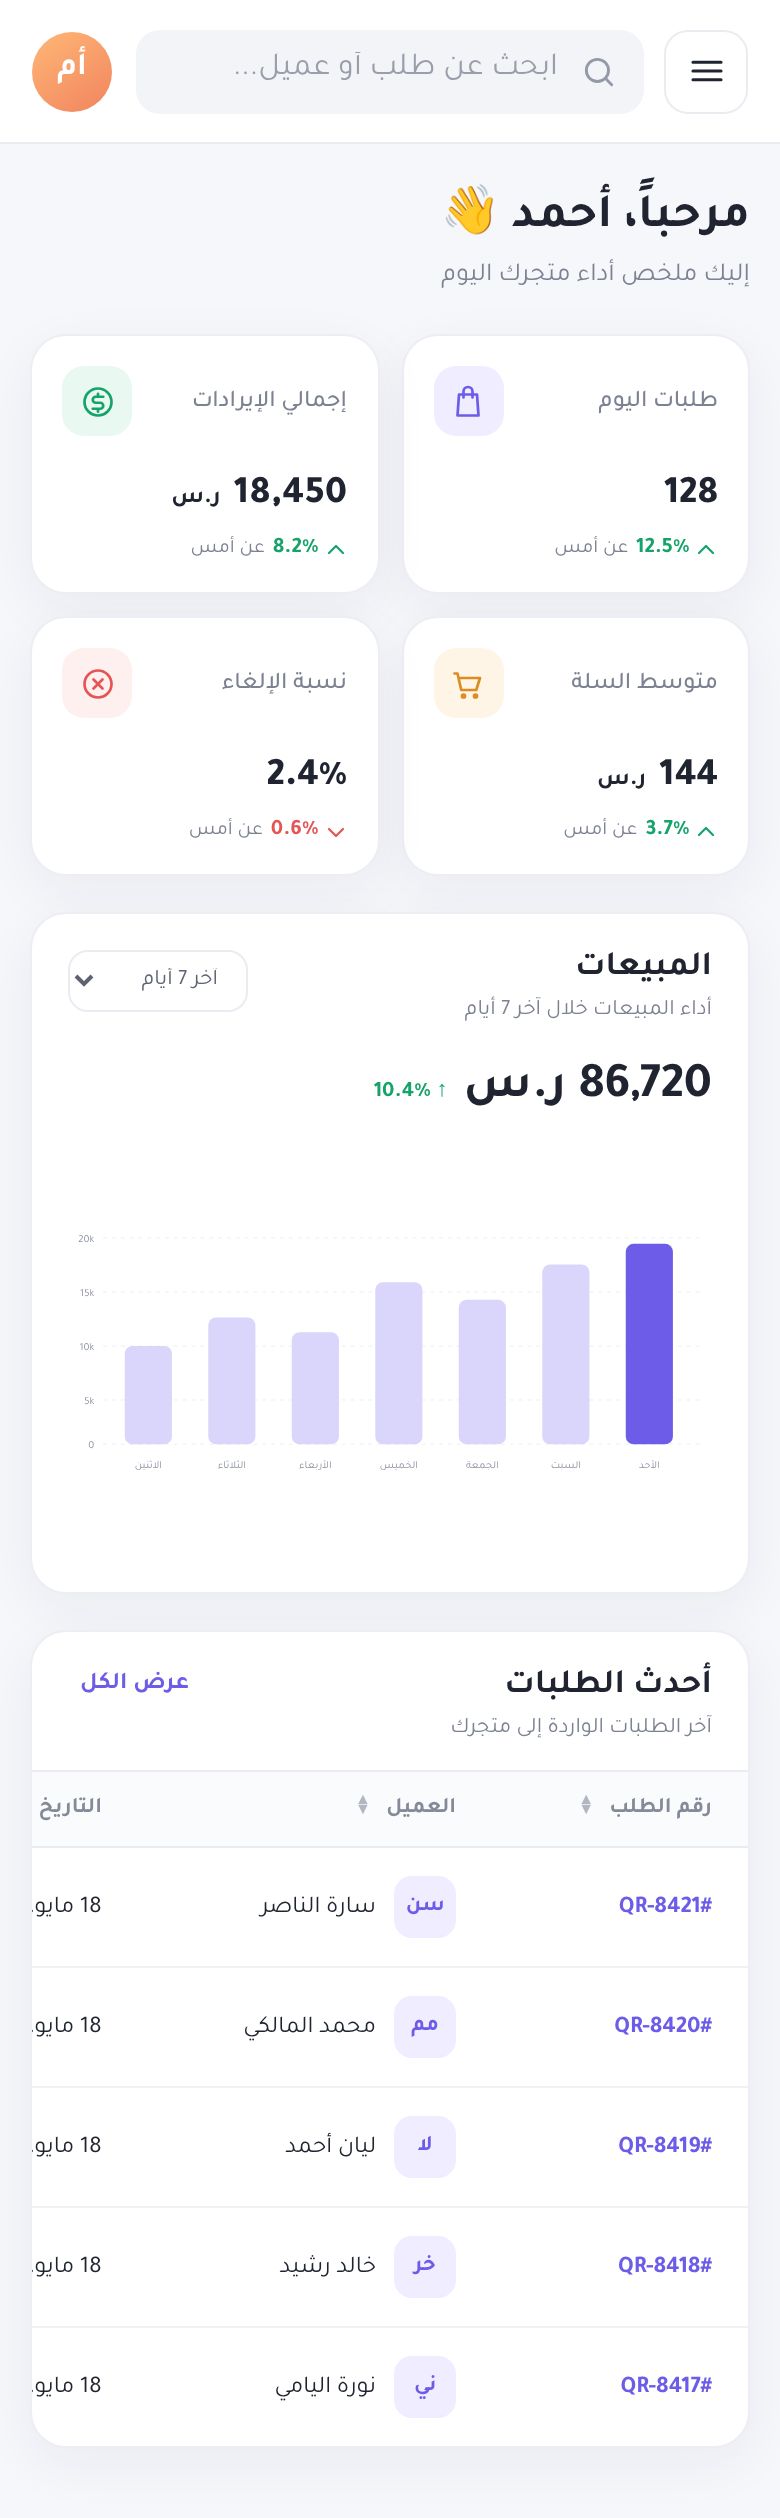 ابحث عن طلب أو عميل...
أم
مرحباً، أحمد 👋
إليك ملخص أداء متجرك اليوم
طلبات اليوم
128
12.5% عن أمس
إجمالي الإيرادات
18,450 ر.س
8.2% عن أمس
متوسط السلة
144 ر.س
3.7% عن أمس
نسبة الإلغاء
2.4%
0.6% عن أمس
المبيعات
أداء المبيعات خلال آخر 7 أيام
آخر 7 أيام
86,720 ر.س ↑ 10.4%
20k
15k
10k
5k
0
الأحد السبت الجمعة الخميس الأربعاء الثلاثاء الاثنين
أحدث الطلبات
آخر الطلبات الواردة إلى متجرك
عرض الكل
رقم الطلب العميل التاريخ
#QR-8421 سن سارة الناصر 18 مايو
#QR-8420 مم محمد المالكي 18 مايو
#QR-8419 لا ليان أحمد 18 مايو
#QR-8418 خر خالد رشيد 18 مايو
#QR-8417 ني نورة اليامي 18 مايو